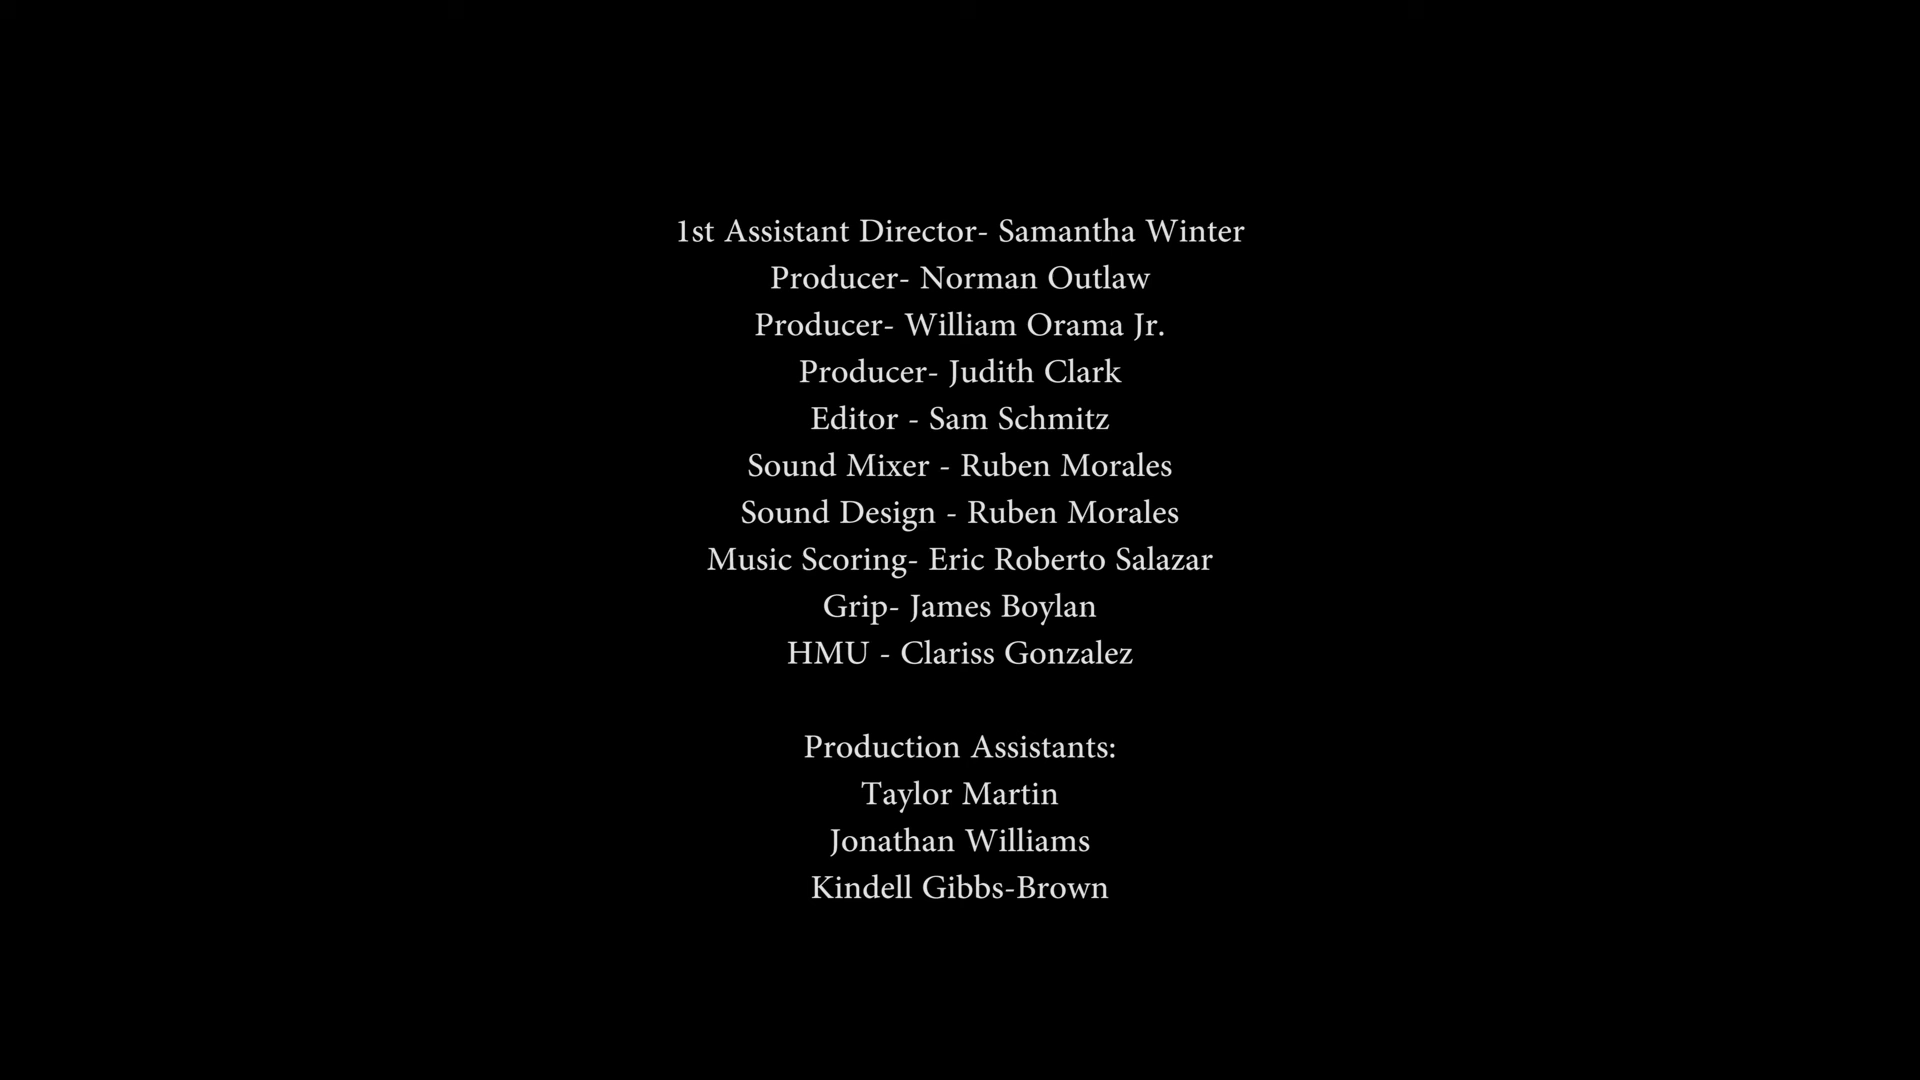 1st Assistant Director- Samantha Winter
Producer- Norman Outlaw
Producer- William Orama Jr.
Producer- Judith Clark
Editor - Sam Schmitz
Sound Mixer - Ruben Morales
Sound Design - Ruben Morales
Music Scoring- Eric Roberto Salazar
Grip- James Boylan
HMU - Clariss Gonzalez
Production Assistants:
Taylor Martin
Jonathan Williams
Kindell Gibbs-Brown